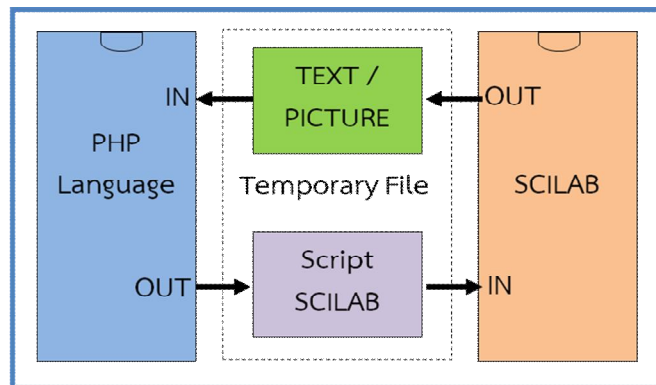 TEXT /
PICTURE
IN
OUT
PHP
Language
Temporary File
SCILAB
Script
SCILAB
OUT
IN